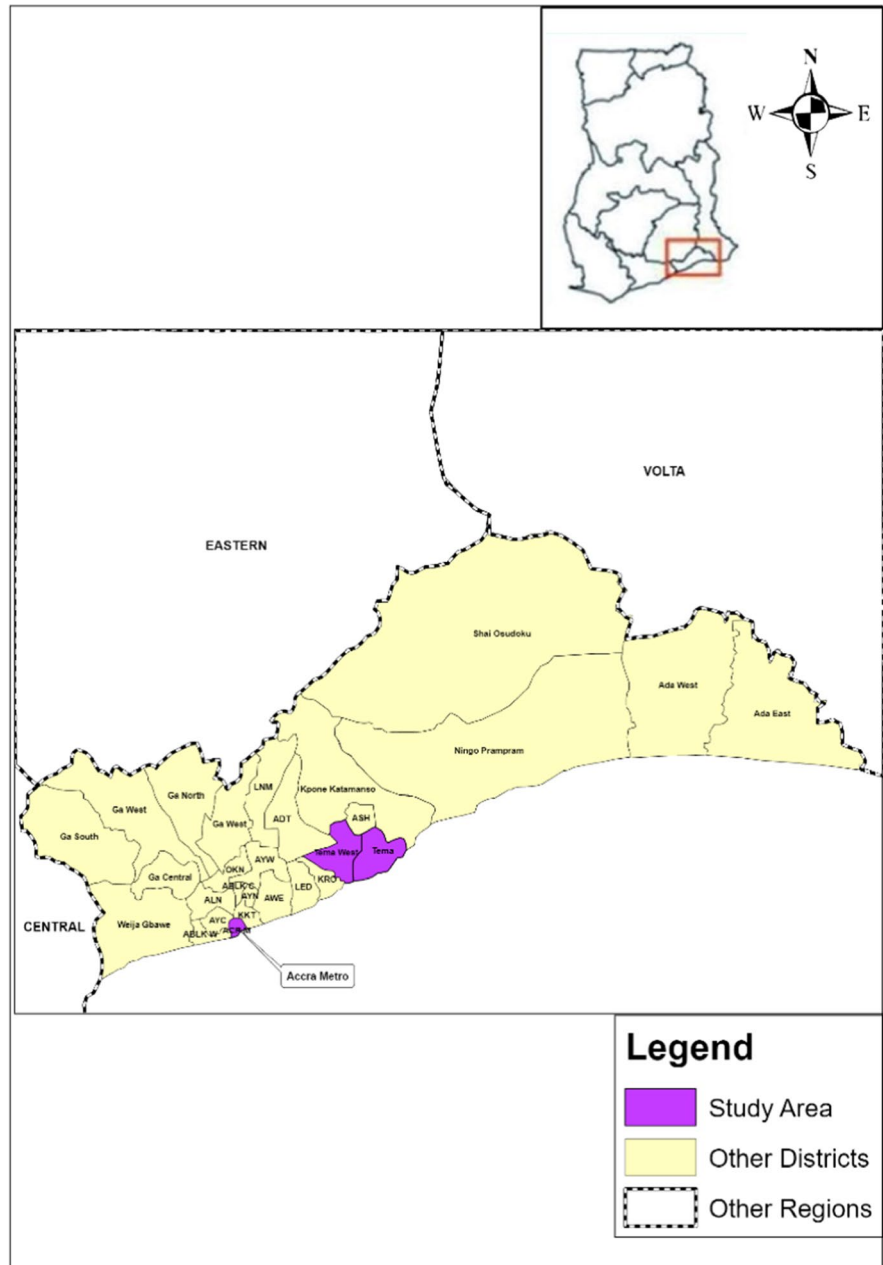 N
W E
S
VOLTA
EASTERN
Shai Osudoku
Ada West
Ada East
Ningo Prampram
LNM
Kpone Katamanso
Ga North
Ga West
Ga West
ADT
ASH
Ga South
Tema West
Tema
AYW
OKN
Ga Central
KRO
LED
ABLK C
AYN
AWE
ALN
KKT
AYC
Weija Gbawe
CENTRAL
ABLK W
ACR M
Accra Metro
Legend
Study Area
Other Districts
Other Regions